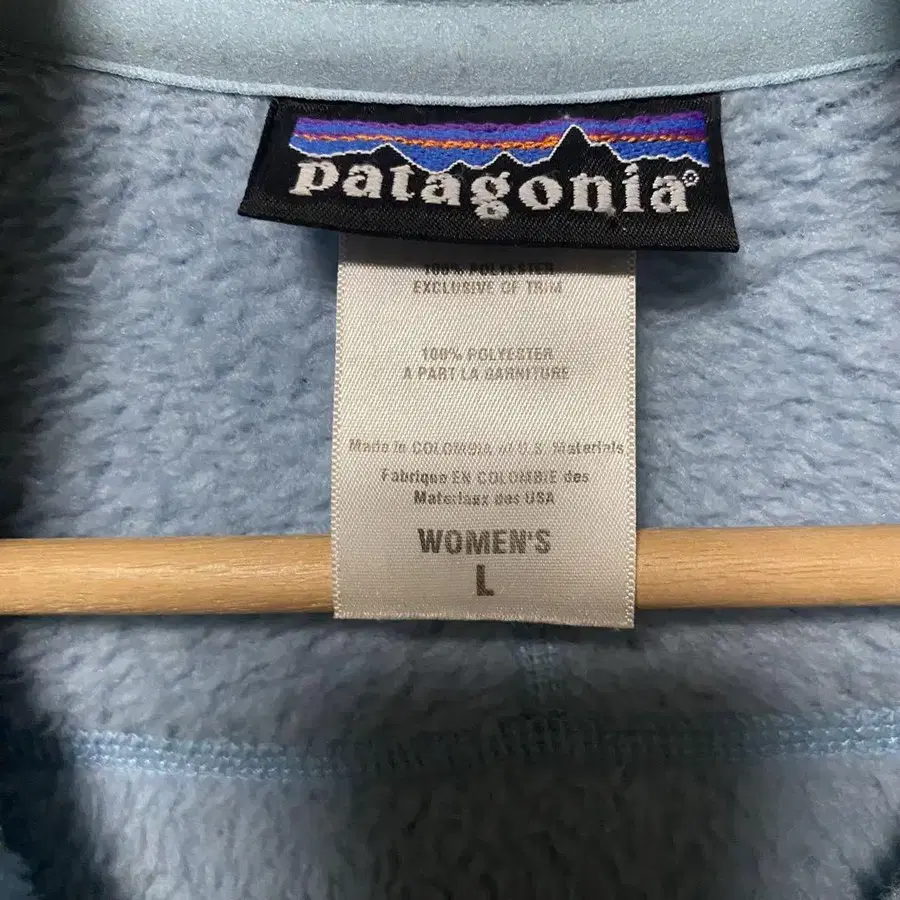 patagonia®
100% POLYESTER
EXCLUSIVE OF TRIM
100% POLYESTER
A PART LA GARNITURE
Made in COLOMBIA of U.S. Materials
Fabrique EN COLOMBIE des
Materiaux des USA
WOMEN'S
L